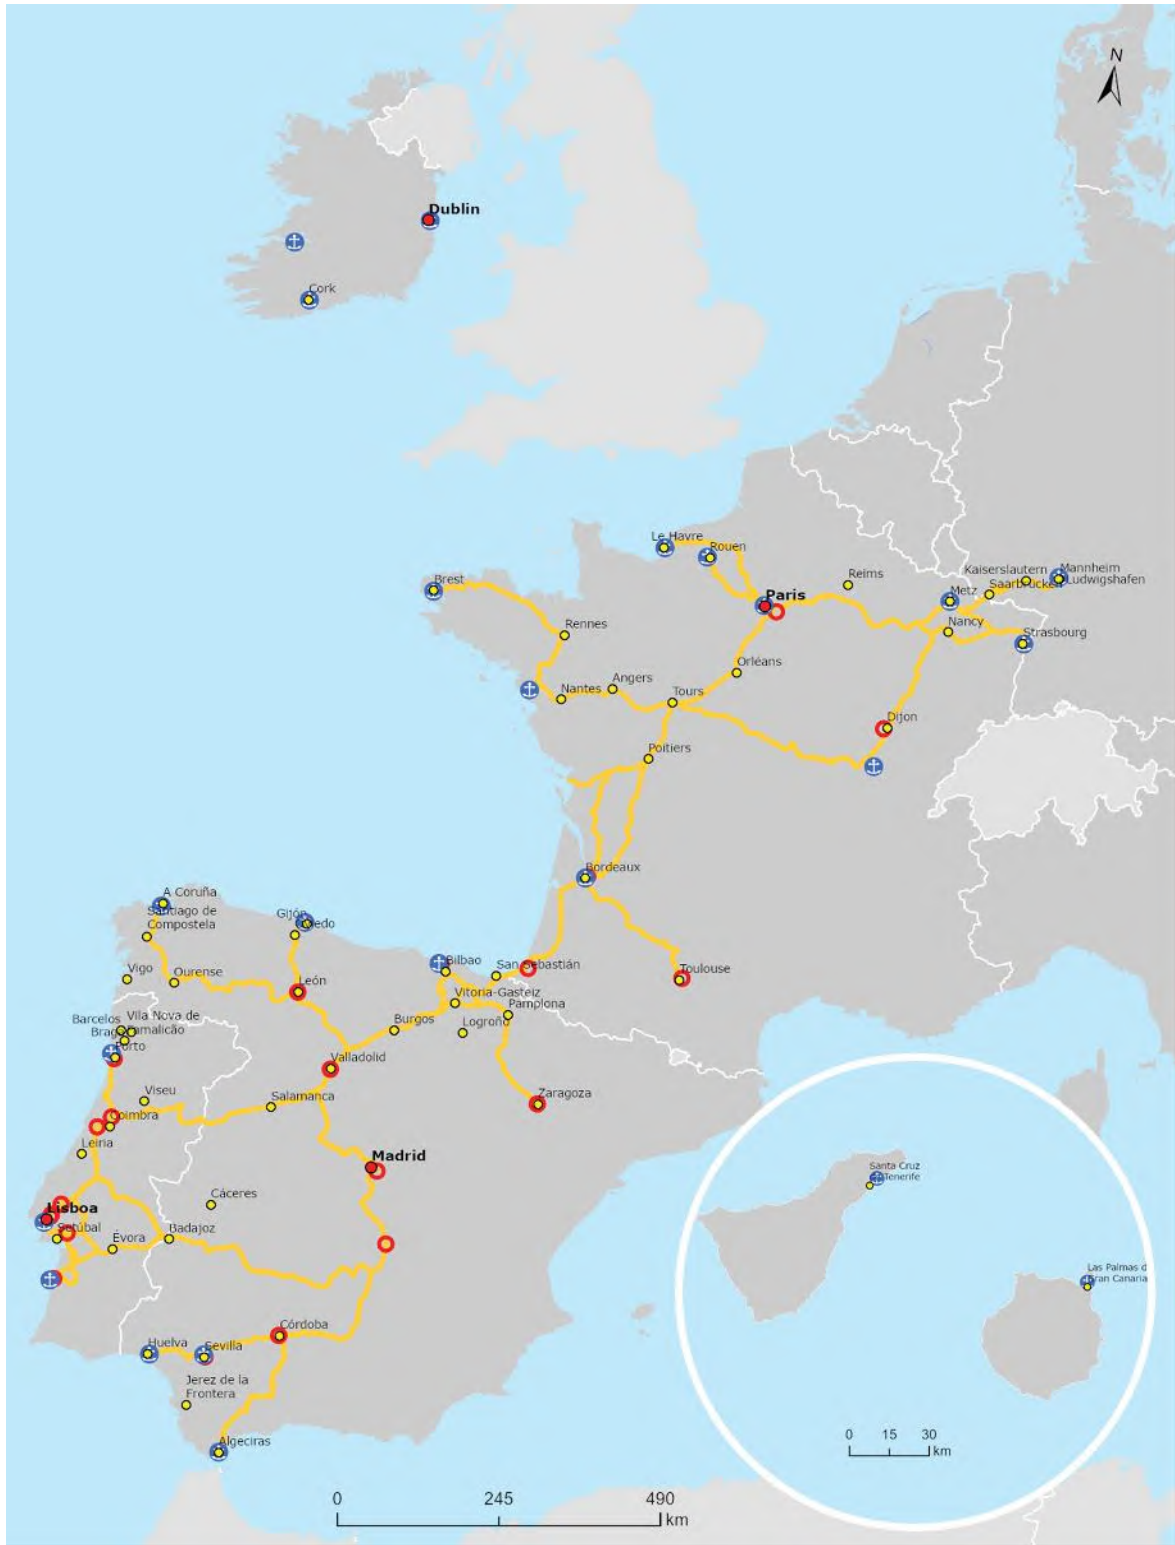 N
Dublin
Cork
Le Havre
Rouen
Reims
Kaiserslautern
Mannheim
Ludwigshafen
Saarbrücken
Brest
Paris
Metz
Rennes
Nancy
Strasbourg
Orléans
Angers
Nantes
Tours
Dijon
Poitiers
Bordeaux
A Coruña
Santiago de
Compostela
Gijón
Bilbao
San Sebastián
Toulouse
Vigo
Ourense
León
Vitoria-Gasteiz
Pamplona
Barcelos
Vila Nova de
Famalicão
Burgos
Logroño
Porto
Valladolid
Viseu
Salamanca
Zaragoza
Coimbra
Leiria
Madrid
Santa Cruz
Tenerife
Cáceres
Lisboa
Setúbal
Évora
Badajoz
Las Palmas d
Gran Canaria
Córdoba
Huelva
Sevilla
Jerez de la
Frontera
Algeciras
0 15 30
km
0 245 490
km